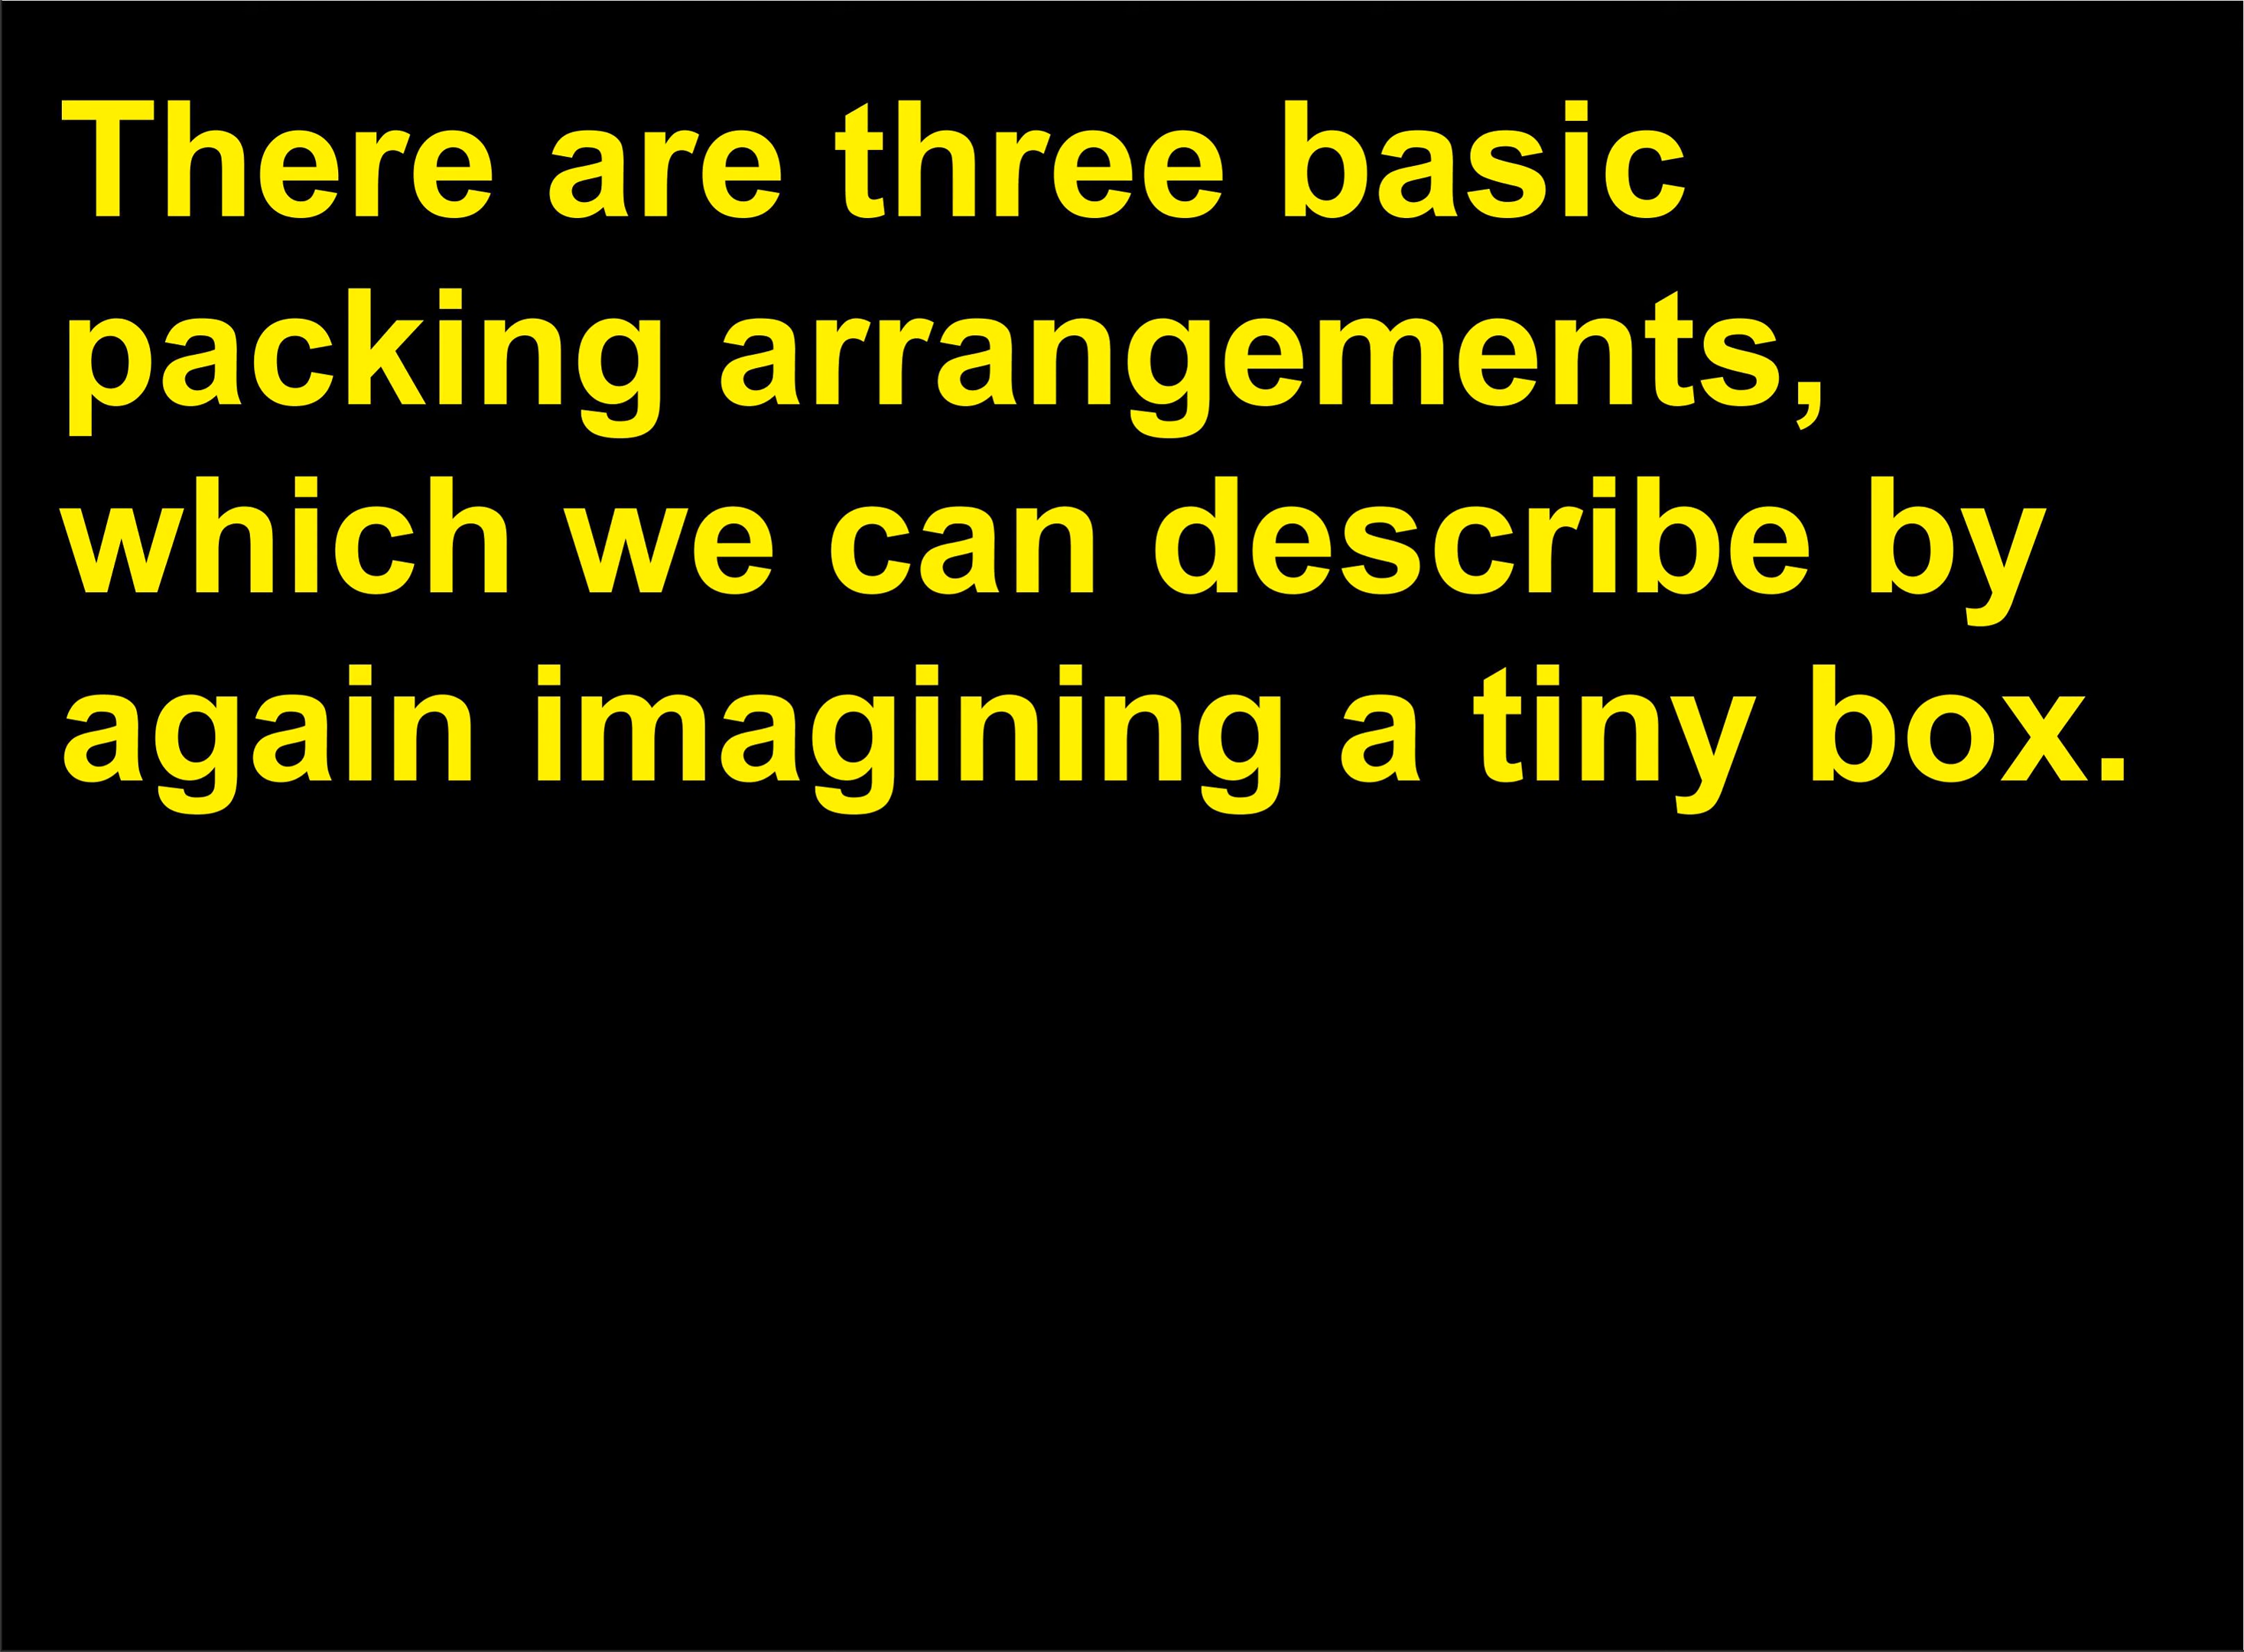 There are three basic
packing arrangements,
which we can describe by
again imagining a tiny box.